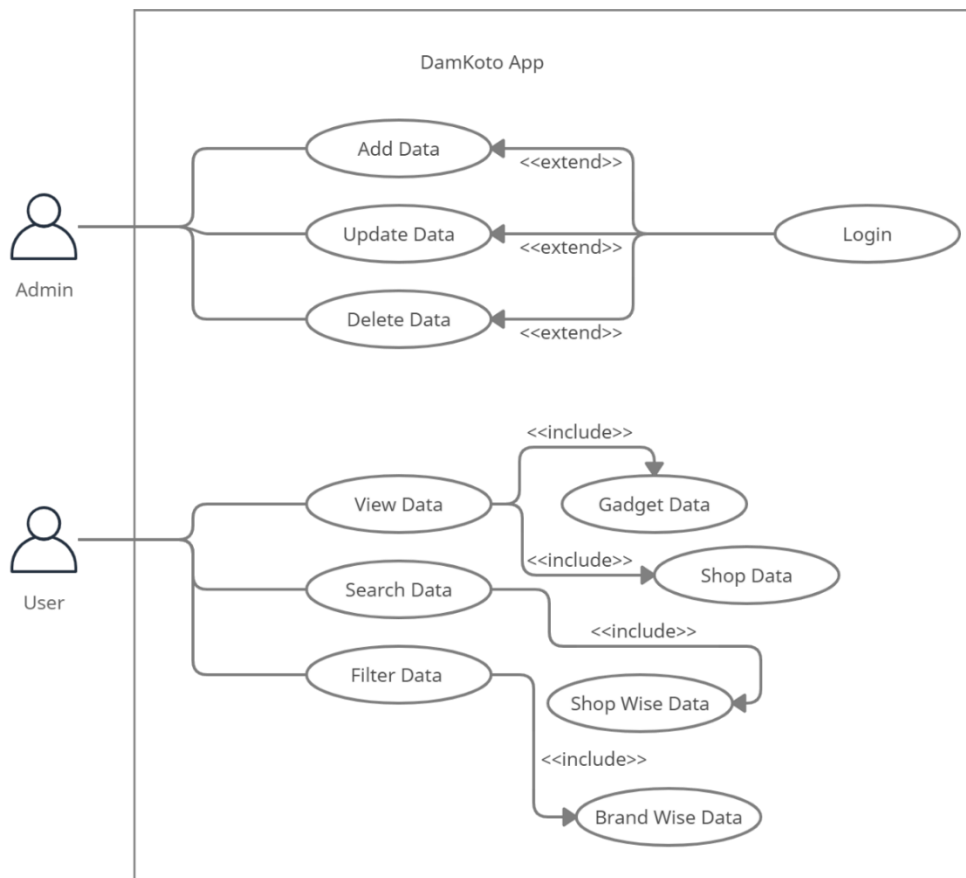 DamKoto App
Add Data
<<extend>>
Update Data
<<extend>>
Login
Admin
Delete Data
<<extend>>
<<include>>
View Data
Gadget Data
<<include>>
Shop Data
User
Search Data
<<include>>
Filter Data
Shop Wise Data
<<include>>
Brand Wise Data